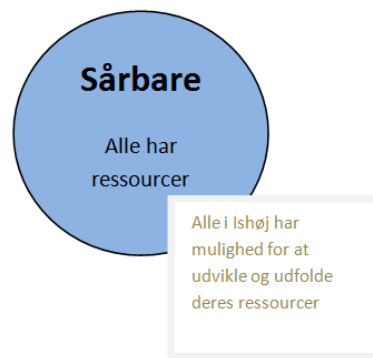 Sårbare
Alle har
ressourcer
Alle i Ishøj har
mulighed for at
udvikle og udfolde
deres ressourcer